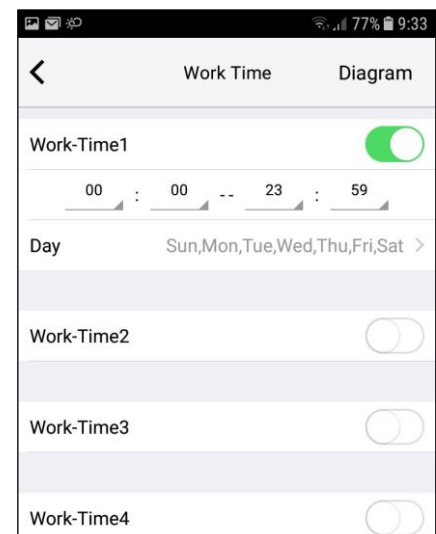 77% 9:33
Work Time Diagram
Work-Time1
00 : 00 -- 23 : 59
Day Sun,Mon,Tue,Wed,Thu,Fri,Sat >
Work-Time2
Work-Time3
Work-Time4